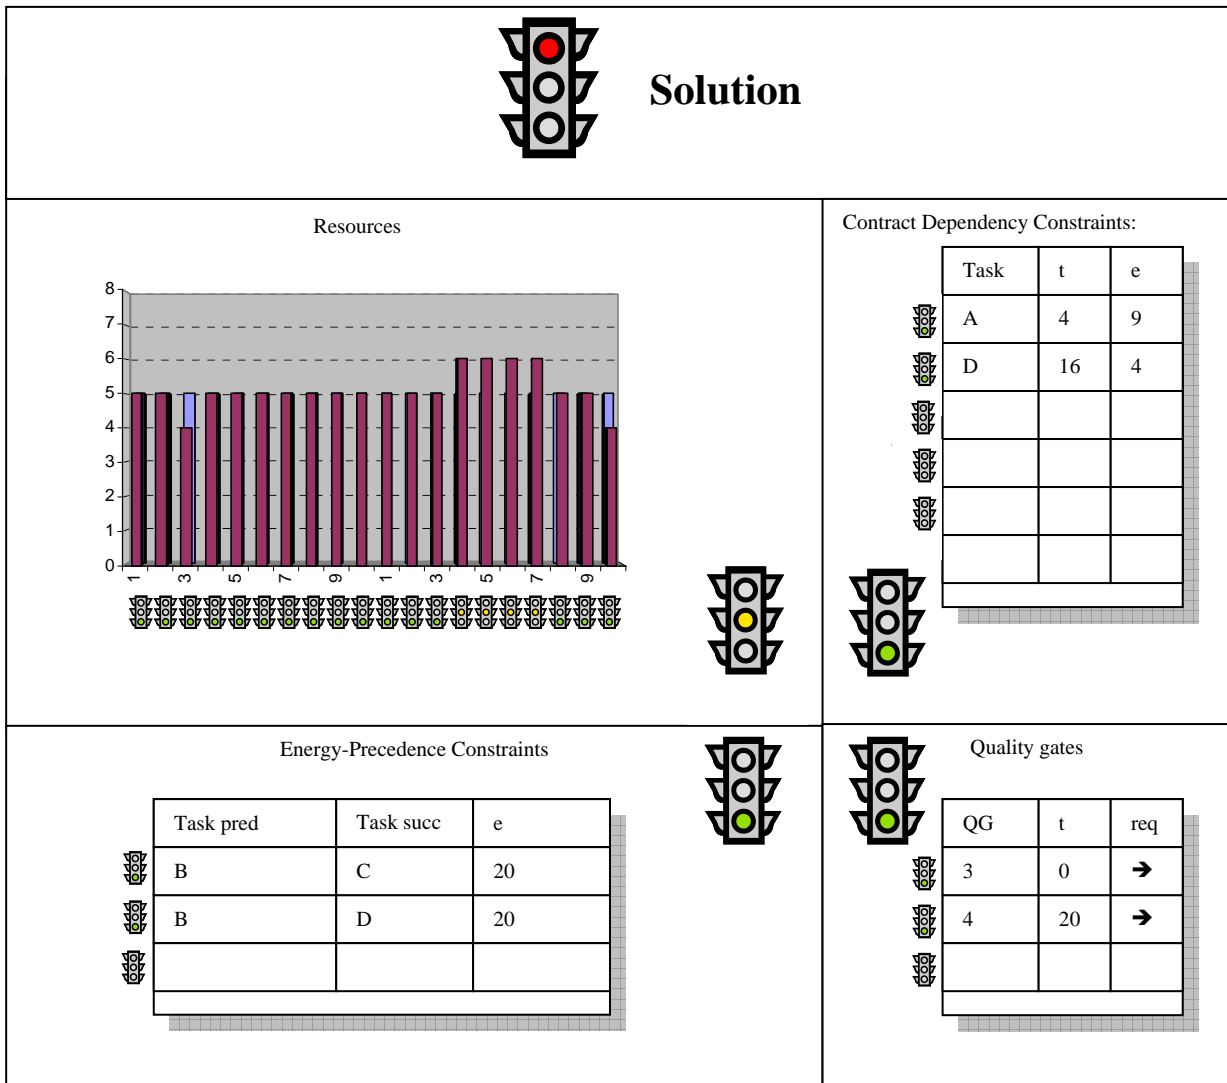 Solution
Resources
8
7
6
5
4
3
2
1
0
1 3 5 7 9 1 3 5 7 9
Contract Dependency Constraints:
Task t e
A 4 9
D 16 4
Energy-Precedence Constraints
Task pred Task succ e
B C 20
B D 20
Quality gates
QG t req
3 0 ➔
4 20 ➔